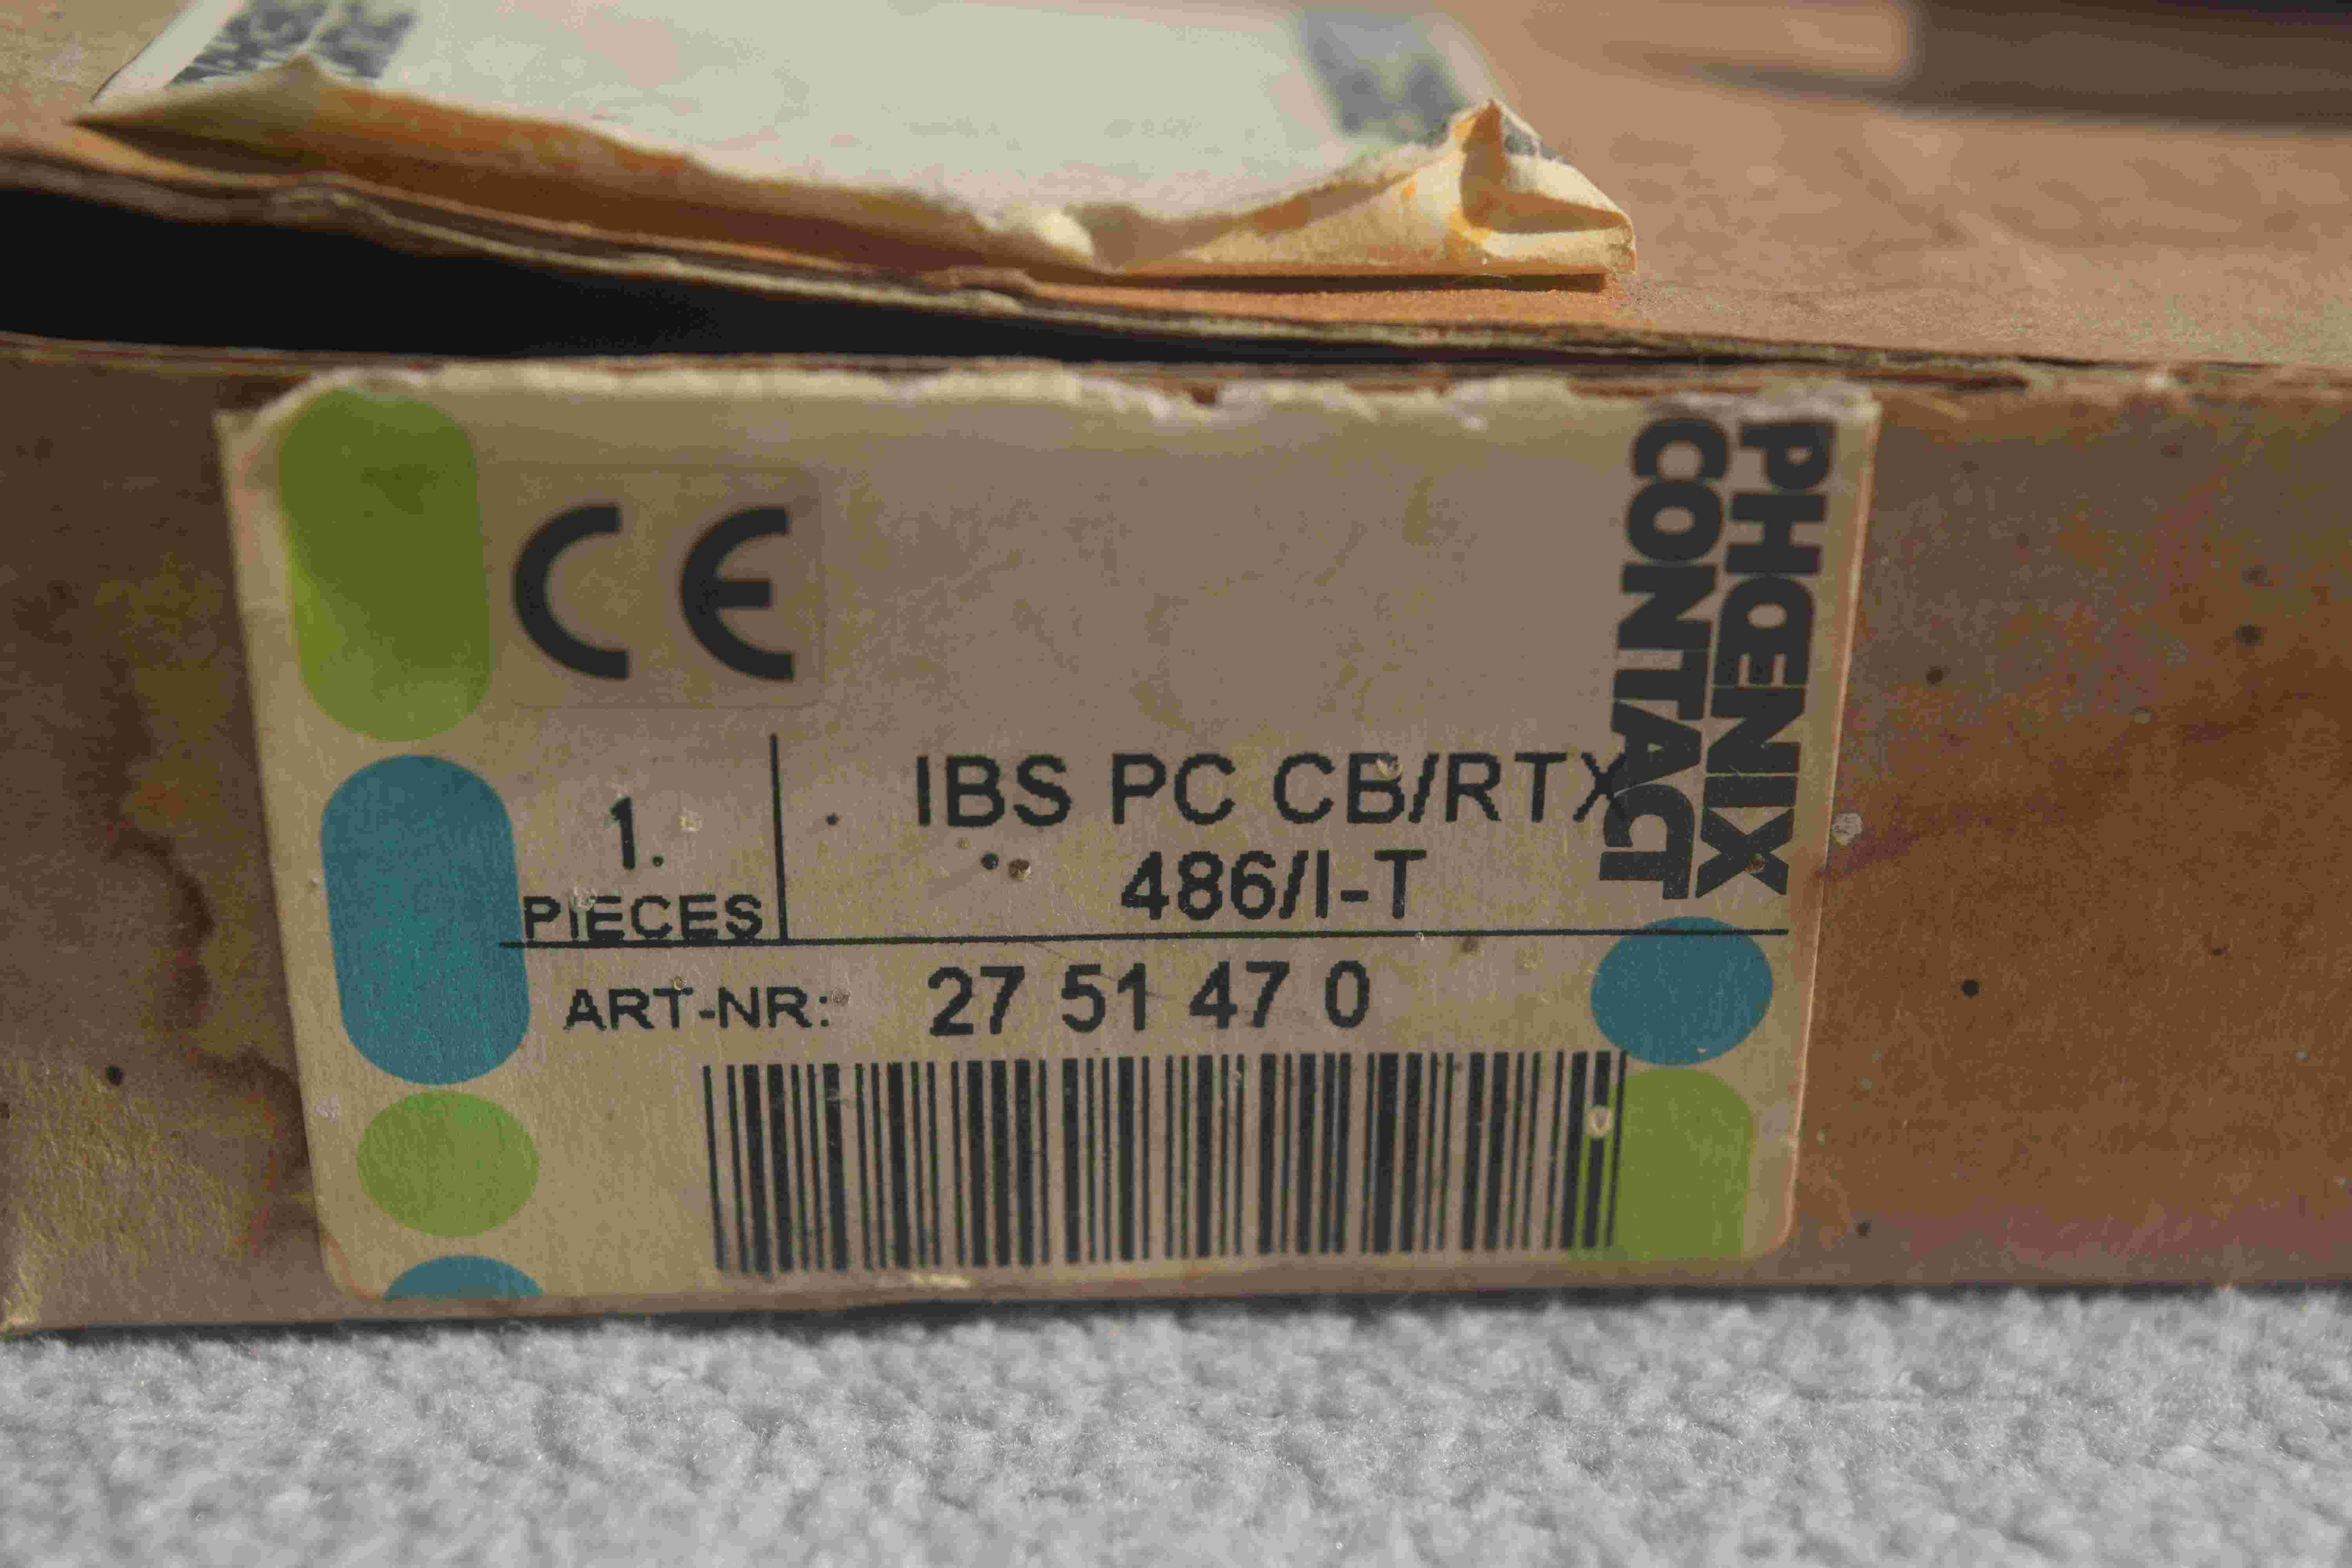 CE
PHOENIX
CONTACT
1.
PIECES
IBS PC CB/RTX
486/I-T
ART-NR: 27 51 47 0